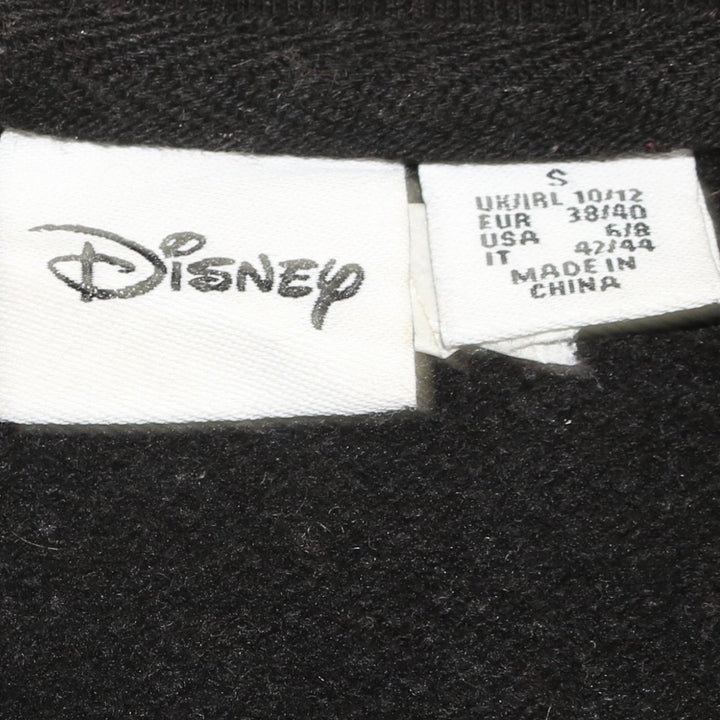 Disney
S
UK/IRL 10/12
EUR 38/40
USA 6/8
IT 42/44
MADE IN
CHINA